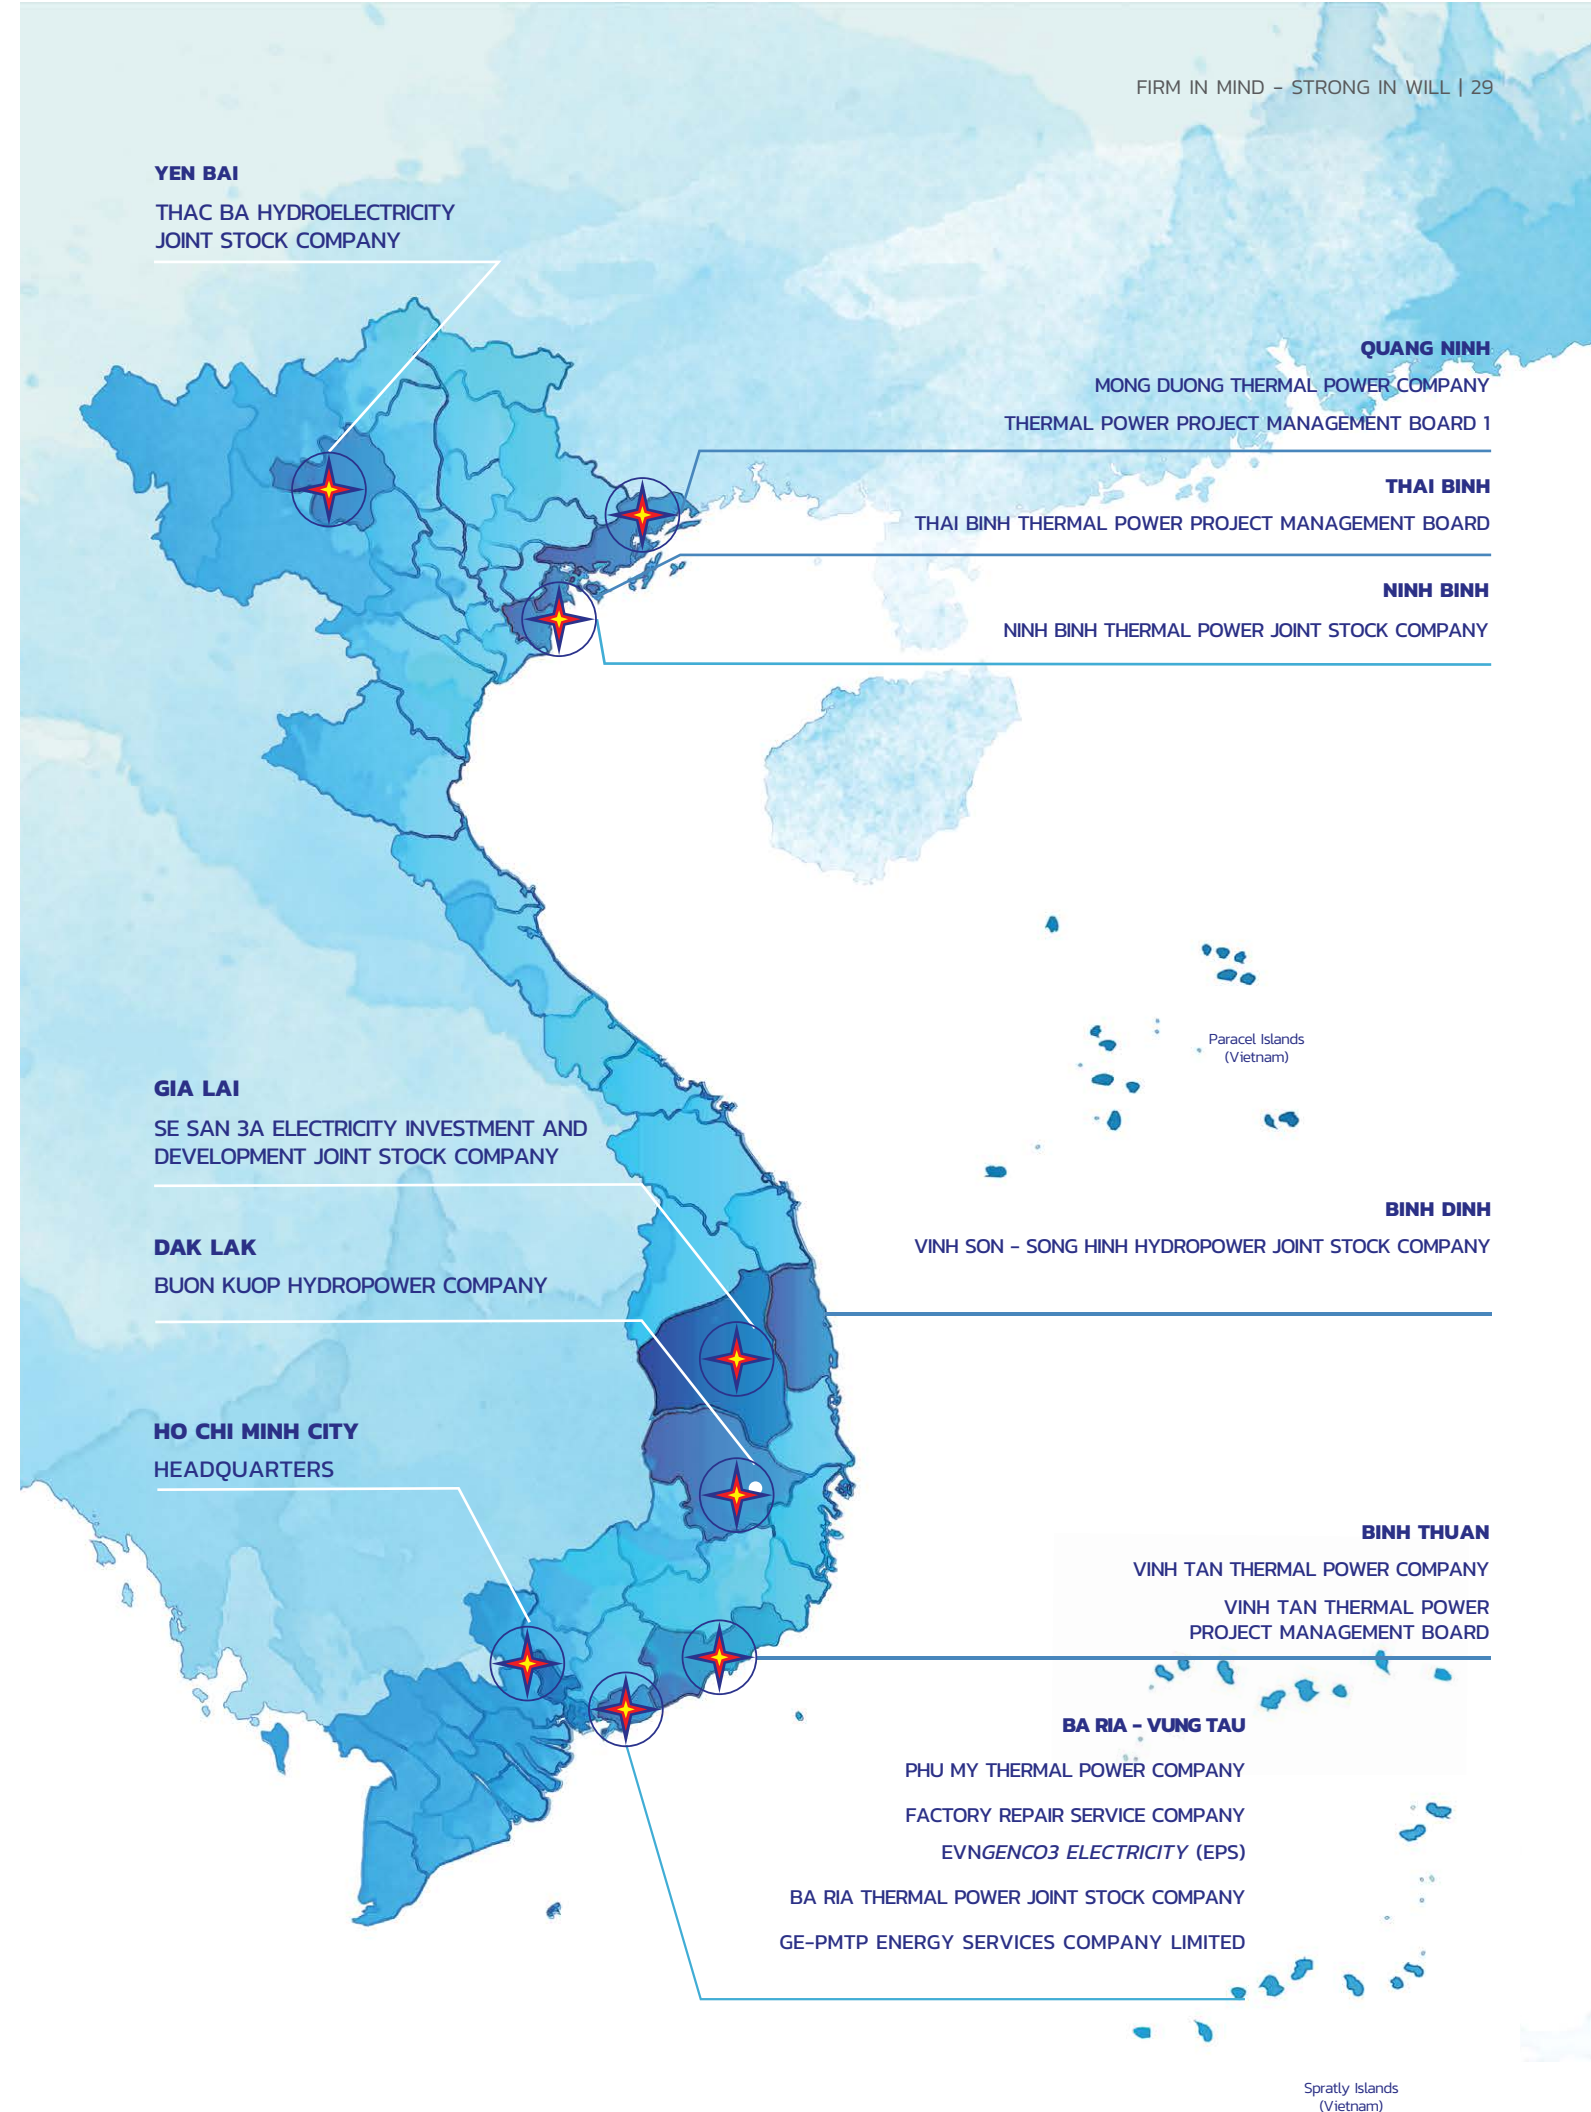 FIRM IN MIND – STRONG IN WILL | 29
YEN BAI
THAC BA HYDROELECTRICITY
JOINT STOCK COMPANY
QUANG NINH
MONG DUONG THERMAL POWER COMPANY
THERMAL POWER PROJECT MANAGEMENT BOARD 1
THAI BINH
THAI BINH THERMAL POWER PROJECT MANAGEMENT BOARD
NINH BINH
NINH BINH THERMAL POWER JOINT STOCK COMPANY
Paracel Islands
(Vietnam)
GIA LAI
SE SAN 3A ELECTRICITY INVESTMENT AND
DEVELOPMENT JOINT STOCK COMPANY
BINH DINH
VINH SON – SONG HINH HYDROPOWER JOINT STOCK COMPANY
DAK LAK
BUON KUOP HYDROPOWER COMPANY
HO CHI MINH CITY
HEADQUARTERS
BINH THUAN
VINH TAN THERMAL POWER COMPANY
VINH TAN THERMAL POWER
PROJECT MANAGEMENT BOARD
BA RIA – VUNG TAU
PHU MY THERMAL POWER COMPANY
FACTORY REPAIR SERVICE COMPANY
EVNGENCO3 ELECTRICITY (EPS)
BA RIA THERMAL POWER JOINT STOCK COMPANY
GE-PMTP ENERGY SERVICES COMPANY LIMITED
Spratly Islands
(Vietnam)